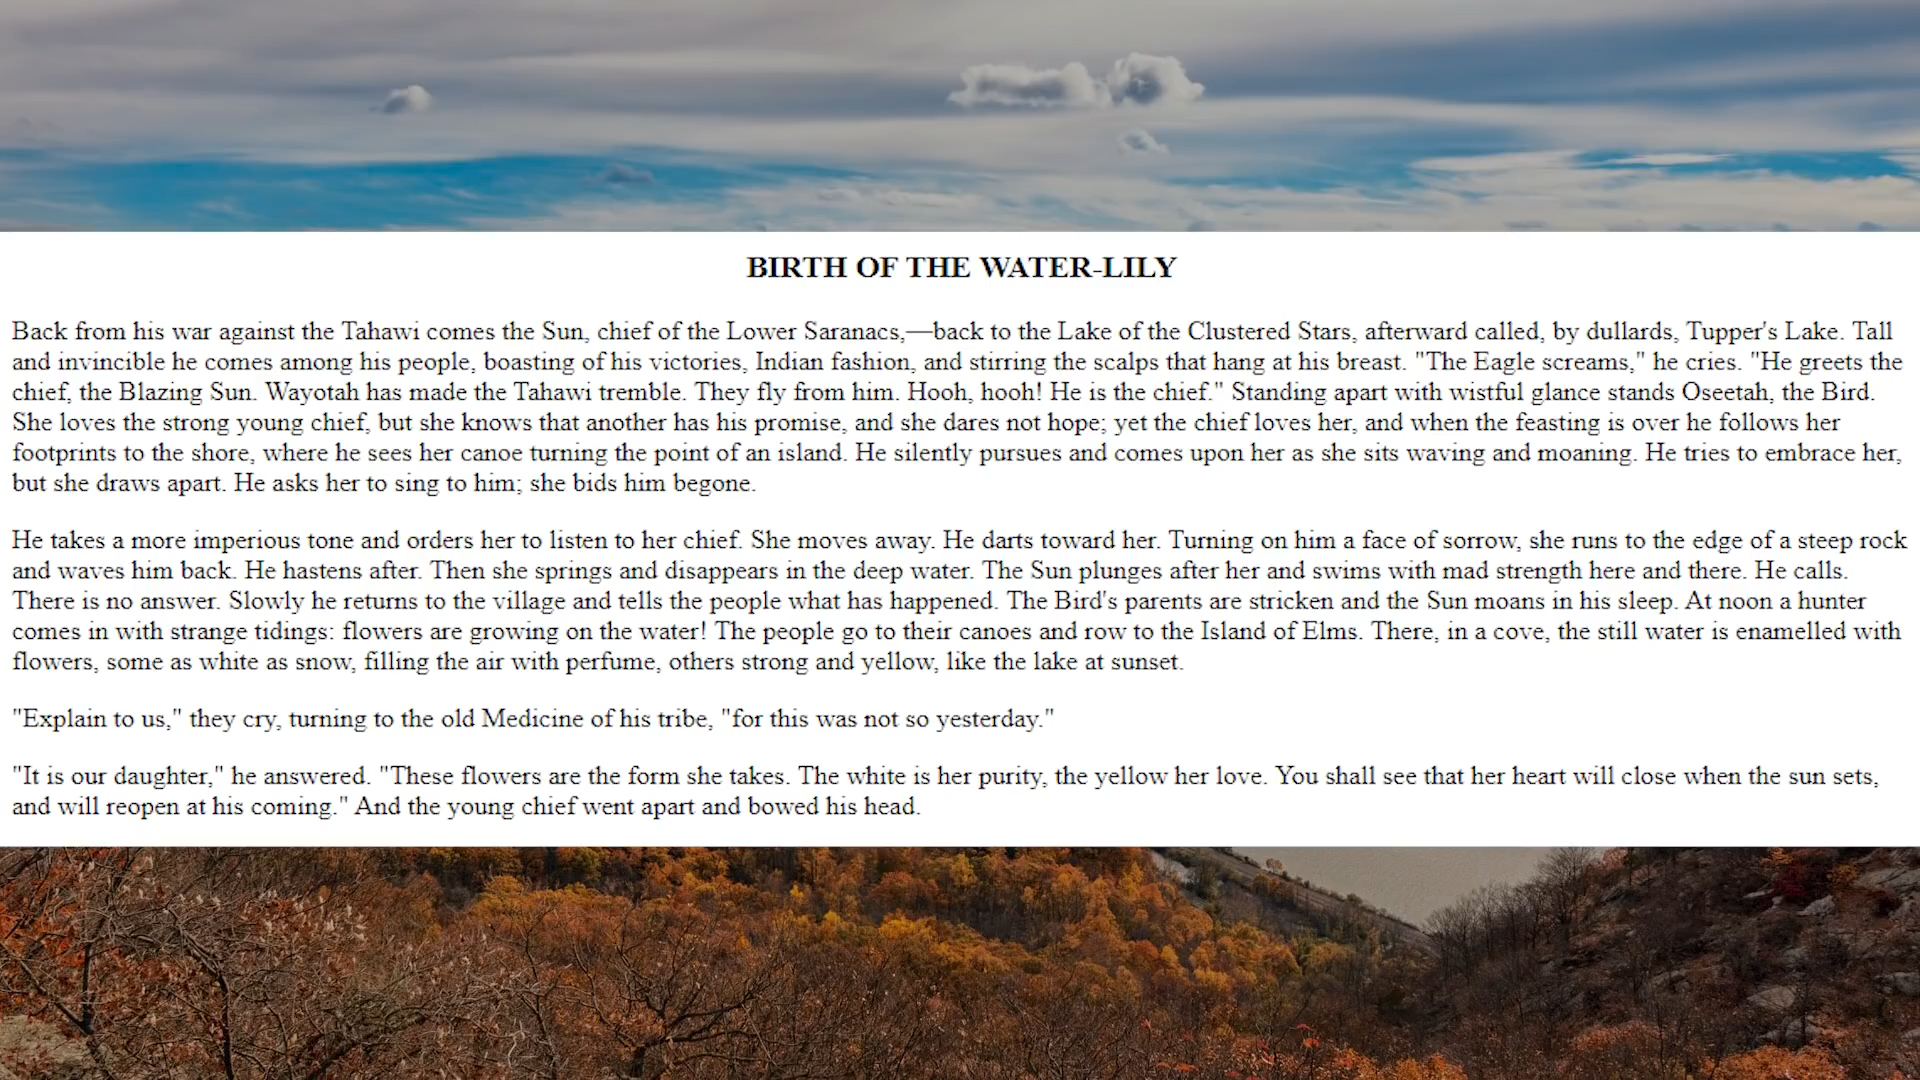 BIRTH OF THE WATER-LILY
Back from his war against the Tahawi comes the Sun, chief of the Lower Saranacs,—back to the Lake of the Clustered Stars, afterward called, by dullards, Tupper's Lake. Tall
and invincible he comes among his people, boasting of his victories, Indian fashion, and stirring the scalps that hang at his breast. "The Eagle screams," he cries. "He greets the
chief, the Blazing Sun. Wayotah has made the Tahawi tremble. They fly from him. Hooh, hooh! He is the chief." Standing apart with wistful glance stands Oseetah, the Bird.
She loves the strong young chief, but she knows that another has his promise, and she dares not hope; yet the chief loves her, and when the feasting is over he follows her
footprints to the shore, where he sees her canoe turning the point of an island. He silently pursues and comes upon her as she sits waving and moaning. He tries to embrace her,
but she draws apart. He asks her to sing to him; she bids him begone.
He takes a more imperious tone and orders her to listen to her chief. She moves away. He darts toward her. Turning on him a face of sorrow, she runs to the edge of a steep rock
and waves him back. He hastens after. Then she springs and disappears in the deep water. The Sun plunges after her and swims with mad strength here and there. He calls.
There is no answer. Slowly he returns to the village and tells the people what has happened. The Bird's parents are stricken and the Sun moans in his sleep. At noon a hunter
comes in with strange tidings: flowers are growing on the water! The people go to their canoes and row to the Island of Elms. There, in a cove, the still water is enamelled with
flowers, some as white as snow, filling the air with perfume, others strong and yellow, like the lake at sunset.
"Explain to us," they cry, turning to the old Medicine of his tribe, "for this was not so yesterday."
"It is our daughter," he answered. "These flowers are the form she takes. The white is her purity, the yellow her love. You shall see that her heart will close when the sun sets,
and will reopen at his coming." And the young chief went apart and bowed his head.